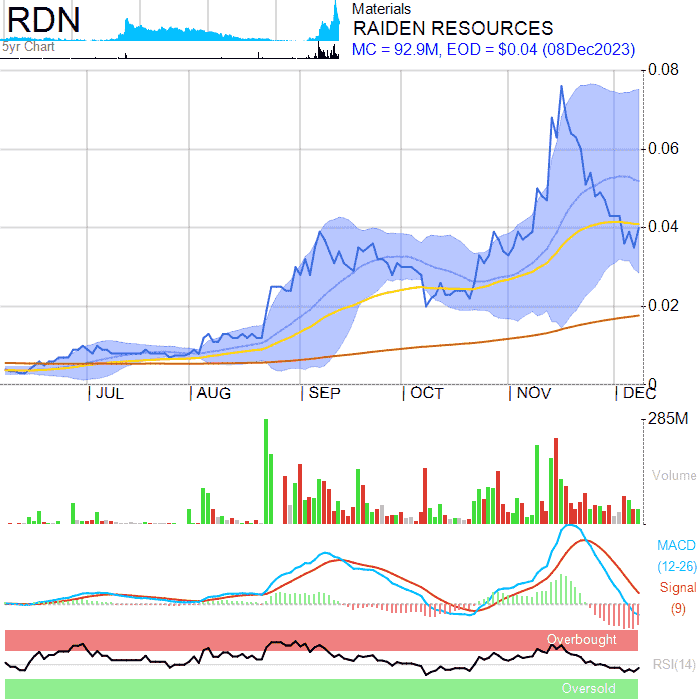 RDN
5yr Chart
Materials
RAIDEN RESOURCES
MC = 92.9M, EOD = $0.04 (08Dec2023)
0.08
0.06
0.04
0.02
0
JUL AUG SEP OCT NOV DEC
285M
Volume
MACD
(12-26)
Signal
(9)
Overbought
RSI(14)
Oversold